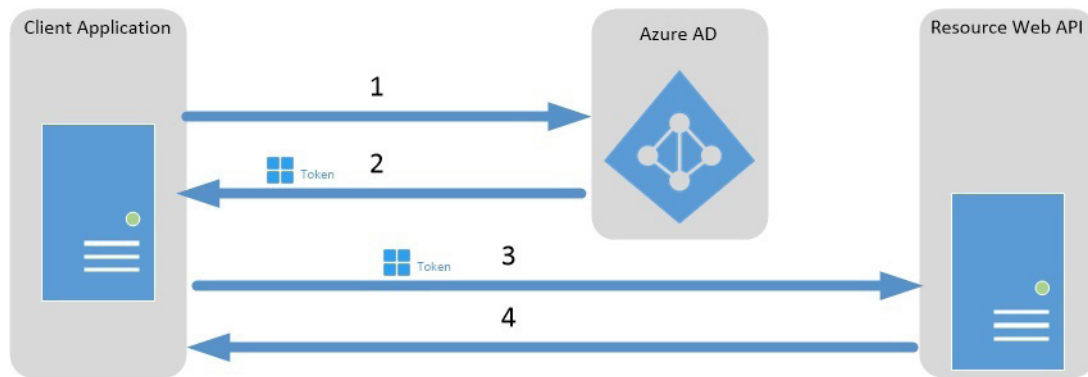 Client Application
Azure AD
Resource Web API
1
Token
2
Token
3
4